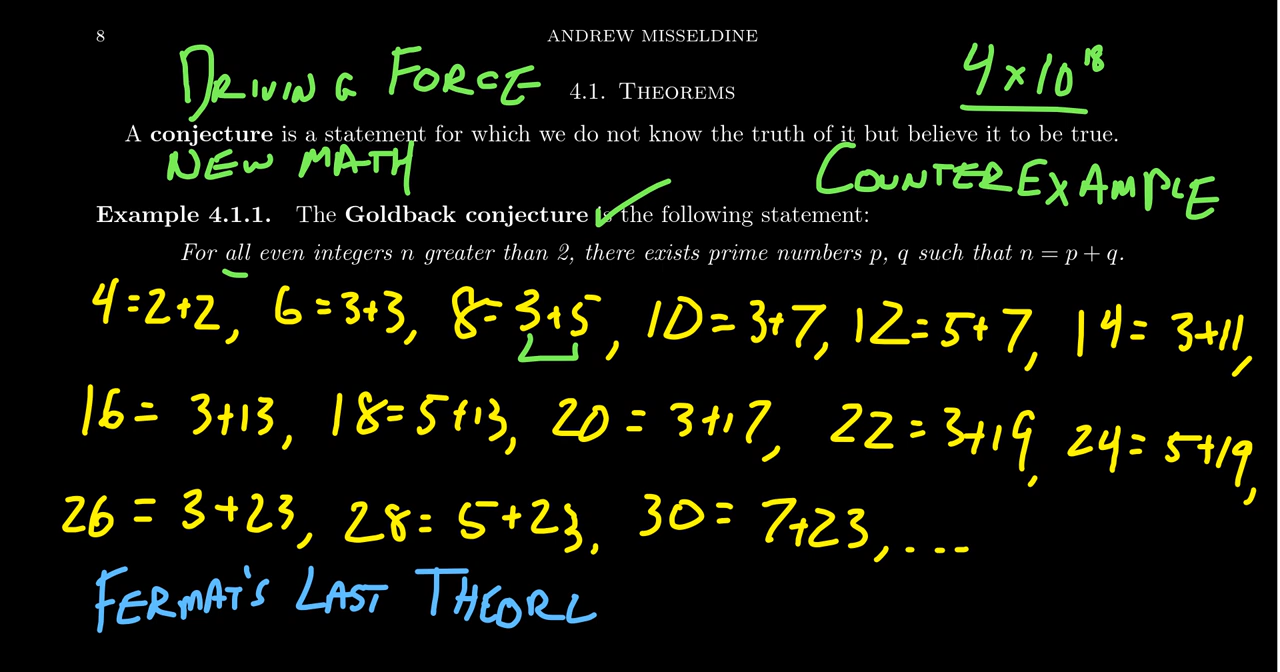 8 ANDREW MISSELDINE
DRIVING FORCE 4 × 10^18
4.1. THEOREMS
A conjecture is a statement for which we do not know the truth of it but believe it to be true.
NEW MATH COUNTEREXAMPLE
Example 4.1.1. The Goldback conjecture is the following statement:
For all even integers n greater than 2, there exists prime numbers p, q such that n = p + q.
4=2+2, 6=3+3, 8=3+5, 10=3+7, 12=5+7, 14=3+11,
16=3+13, 18=5+13, 20=3+17, 22=3+19, 24=5+19,
26=3+23, 28=5+23, 30=7+23, ....
FERMAT'S LAST THEORE